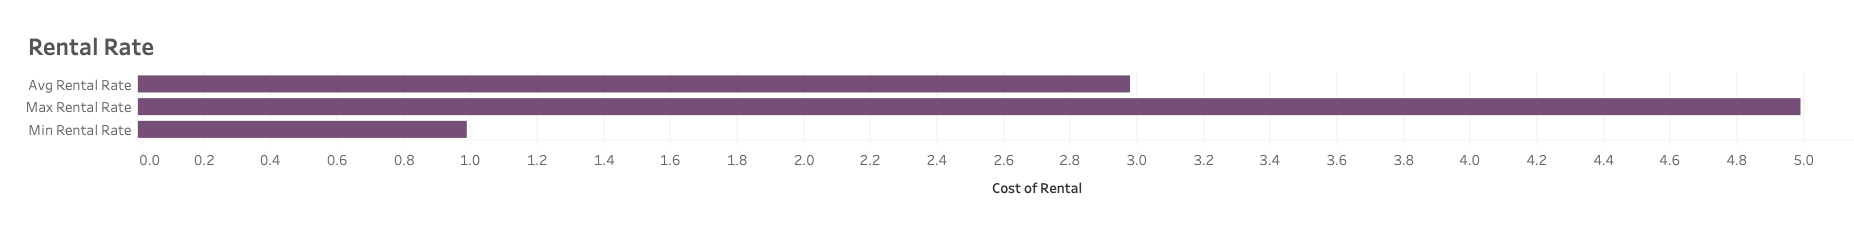 Rental Rate
Avg Rental Rate
Max Rental Rate
Min Rental Rate
0.0 0.2 0.4 0.6 0.8 1.0 1.2 1.4 1.6 1.8 2.0 2.2 2.4 2.6 2.8 3.0 3.2 3.4 3.6 3.8 4.0 4.2 4.4 4.6 4.8 5.0
Cost of Rental